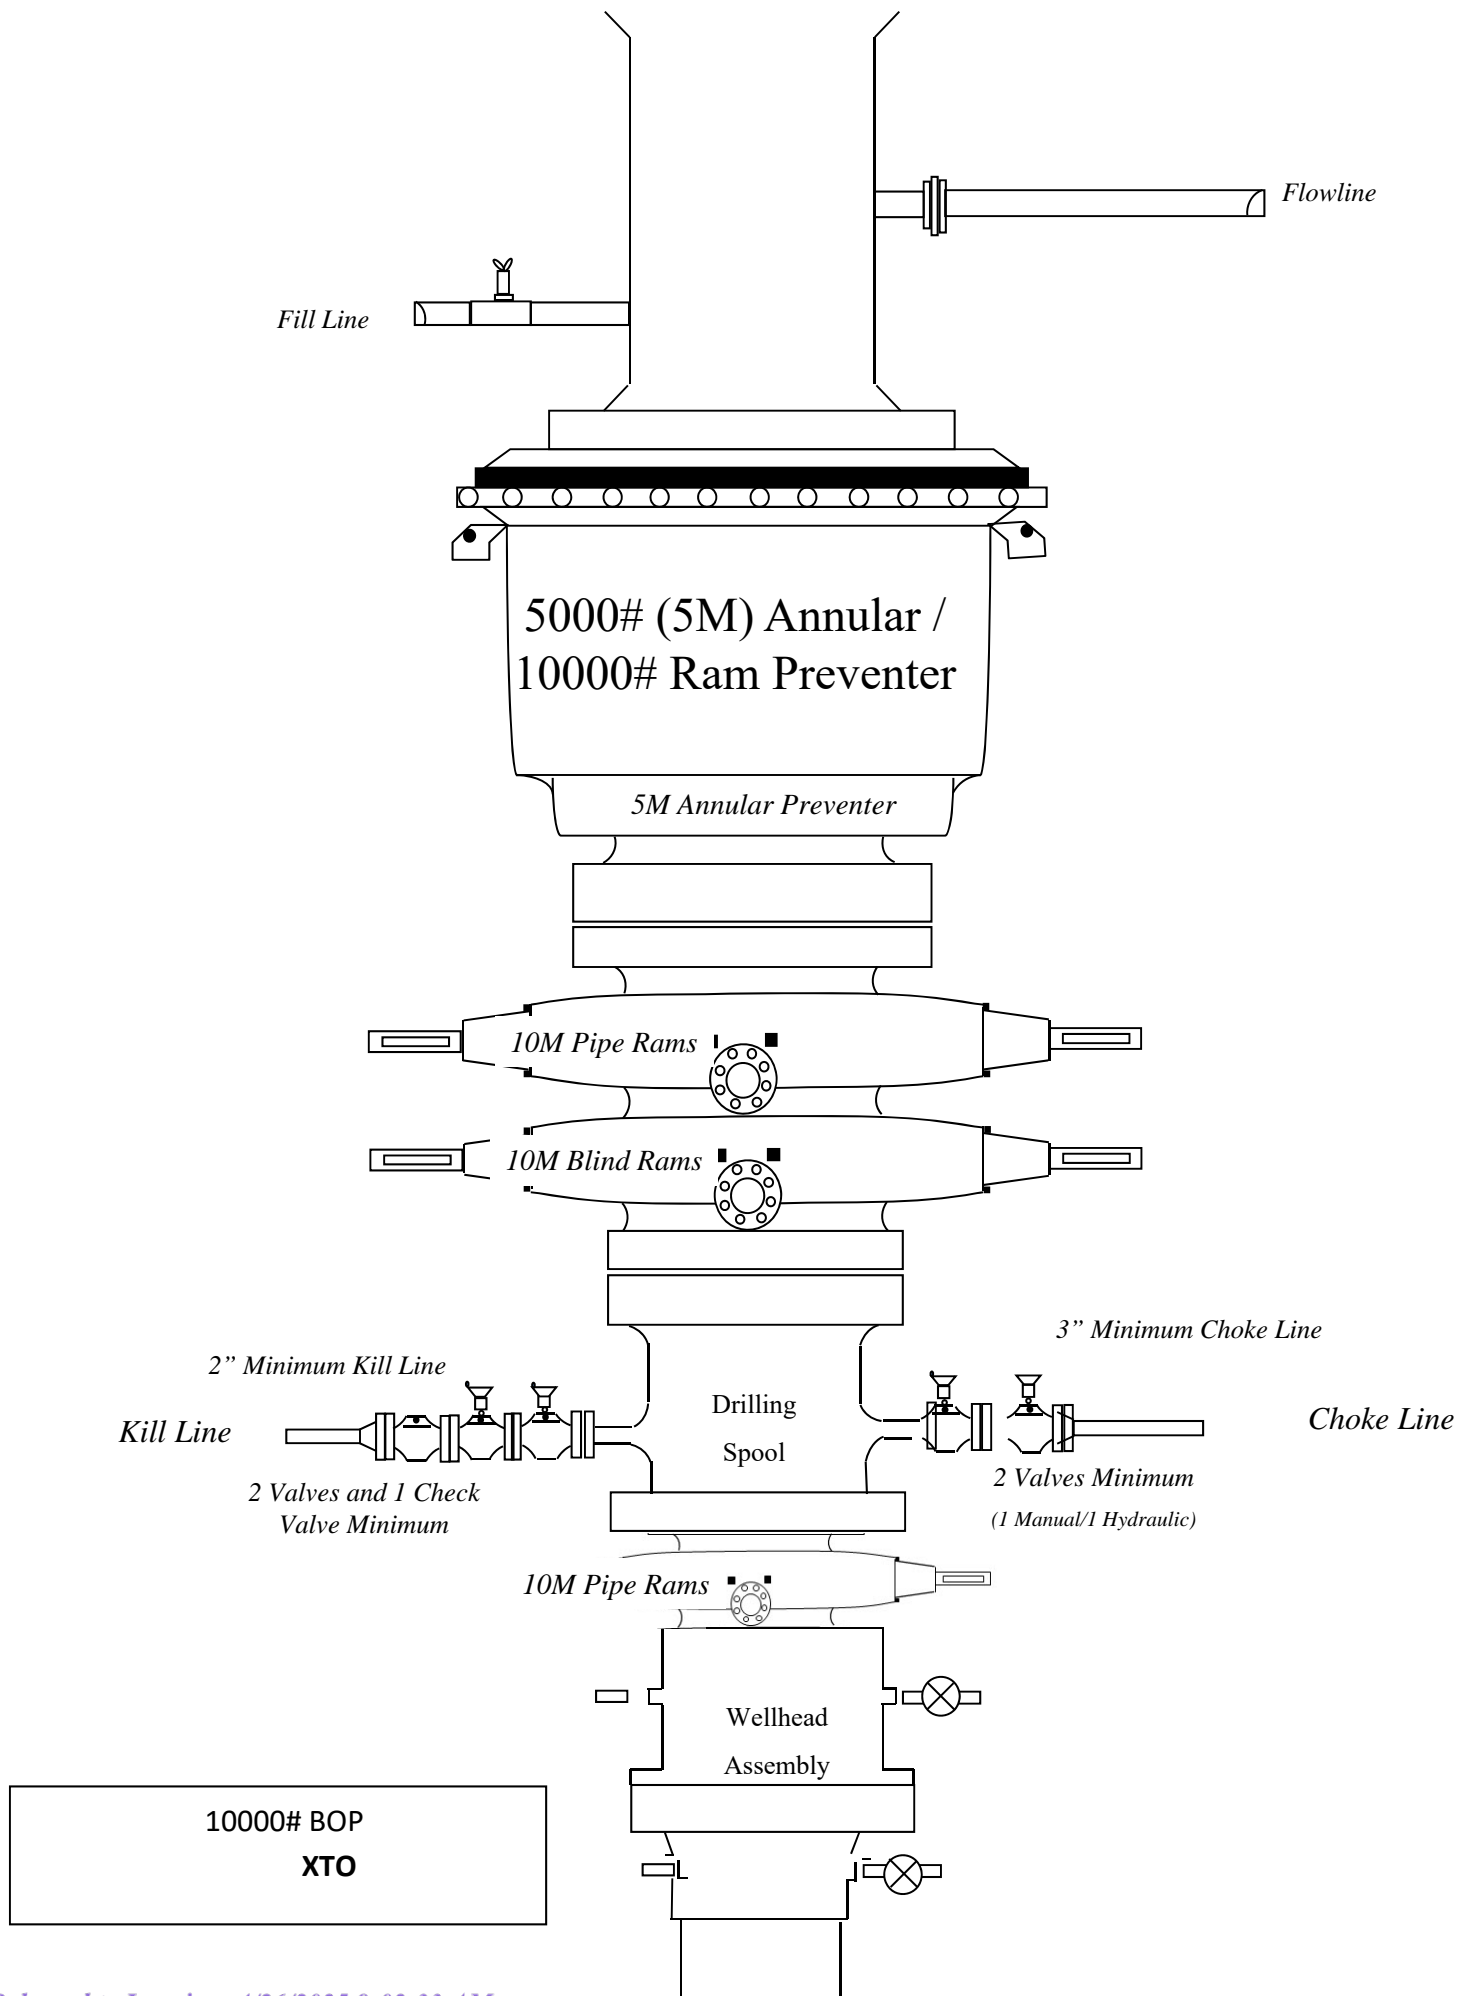 Flowline
Fill Line
5000# (5M) Annular /
10000# Ram Preventer
5M Annular Preventer
10M Pipe Rams
10M Blind Rams
3” Minimum Choke Line
2” Minimum Kill Line
Drilling
Spool
Kill Line
Choke Line
2 Valves and 1 Check
Valve Minimum
2 Valves Minimum
(1 Manual/1 Hydraulic)
10M Pipe Rams
Wellhead
Assembly
10000# BOP
XTO